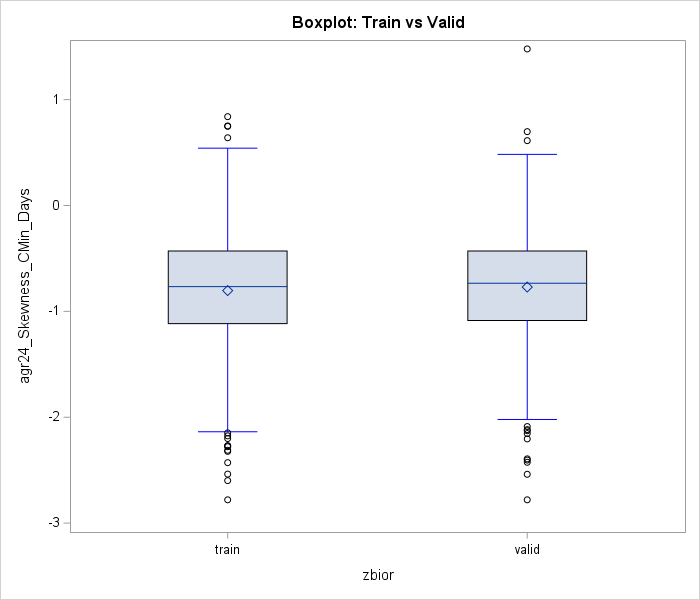 Boxplot: Train vs Valid
agr24_Skewness_CMin_Days
1
0
-1
-2
-3
train valid
zbior